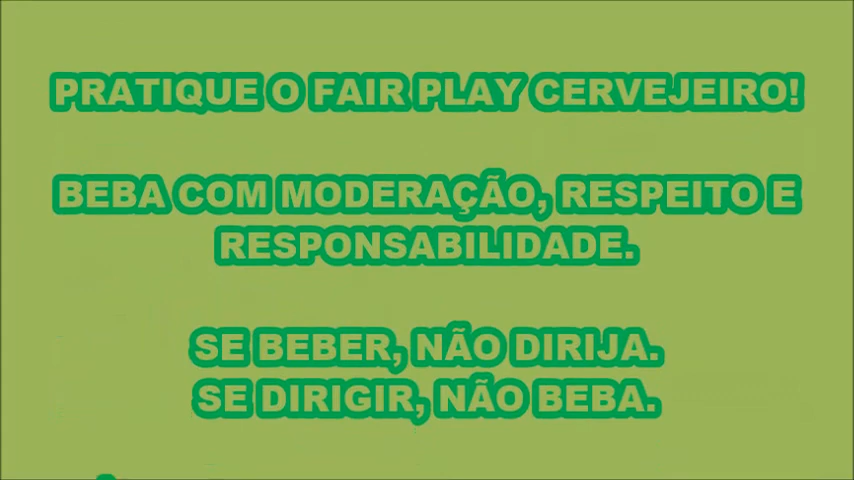 PRATIQUE O FAIR PLAY CERVEJEIRO!
BEBA COM MODERAÇÃO, RESPEITO E
RESPONSABILIDADE.
SE BEBER, NÃO DIRIJA.
SE DIRIGIR, NÃO BEBA.